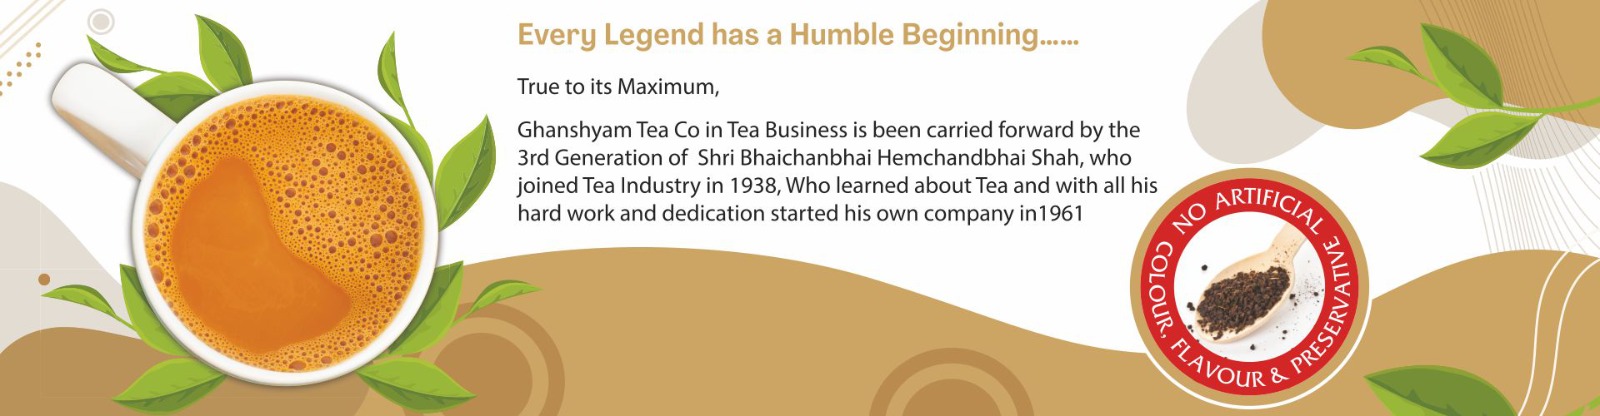 Every Legend has a Humble Beginning......
True to its Maximum,
Ghanshyam Tea Co in Tea Business is been carried forward by the
3rd Generation of  Shri Bhaichanbhai Hemchandbhai Shah, who
joined Tea Industry in 1938, Who learned about Tea and with all his
hard work and dedication started his own company in1961
NO ARTIFICIAL
COLOUR, FLAVOUR & PRESERVATIVE